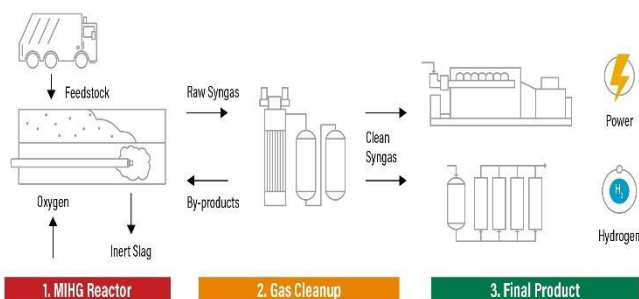 Feedstock
Raw Syngas
Clean
Syngas
By-products
Oxygen
Inert Slag
Power
H2
Hydrogen
1. MIHG Reactor
2. Gas Cleanup
3. Final Product